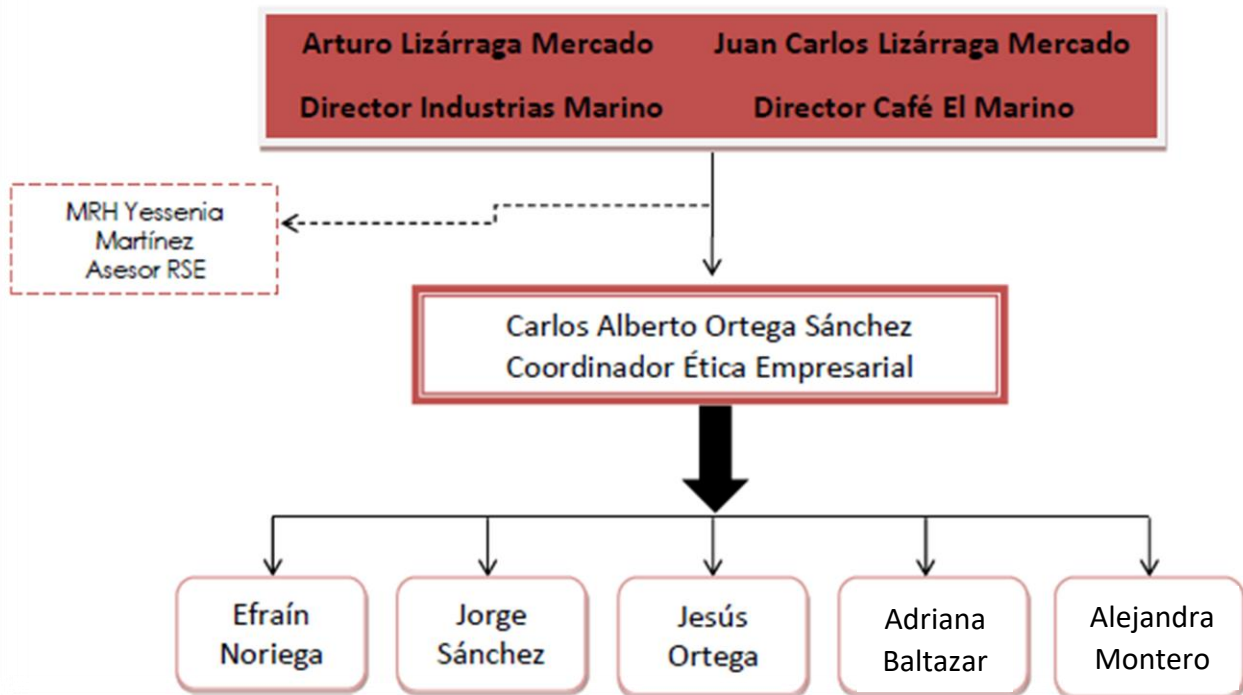 Arturo Lizárraga Mercado Juan Carlos Lizárraga Mercado
Director Industrias Marino Director Café El Marino
MRH Yessenia
Martínez
Asesor RSE
Carlos Alberto Ortega Sánchez
Coordinador Ética Empresarial
Efraín
Noriega
Jorge
Sánchez
Jesús
Ortega
Adriana
Baltazar
Alejandra
Montero